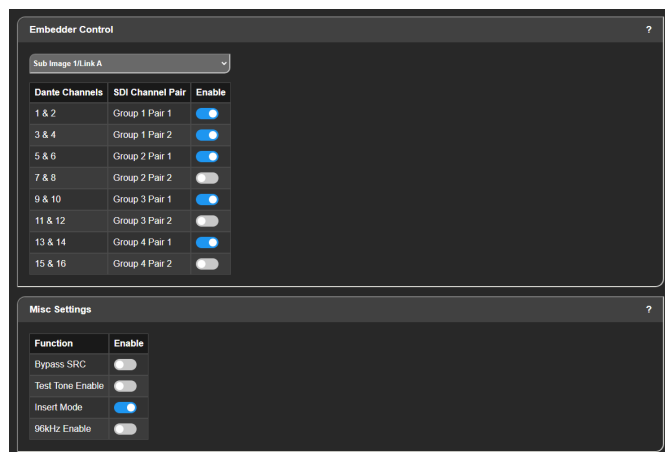 Embedder Control ?
Sub Image 1/Link A
Dante Channels SDI Channel Pair Enable
1 & 2 Group 1 Pair 1
3 & 4 Group 1 Pair 2
5 & 6 Group 2 Pair 1
7 & 8 Group 2 Pair 2
9 & 10 Group 3 Pair 1
11 & 12 Group 3 Pair 2
13 & 14 Group 4 Pair 1
15 & 16 Group 4 Pair 2
Misc Settings ?
Function Enable
Bypass SRC
Test Tone Enable
Insert Mode
96kHz Enable